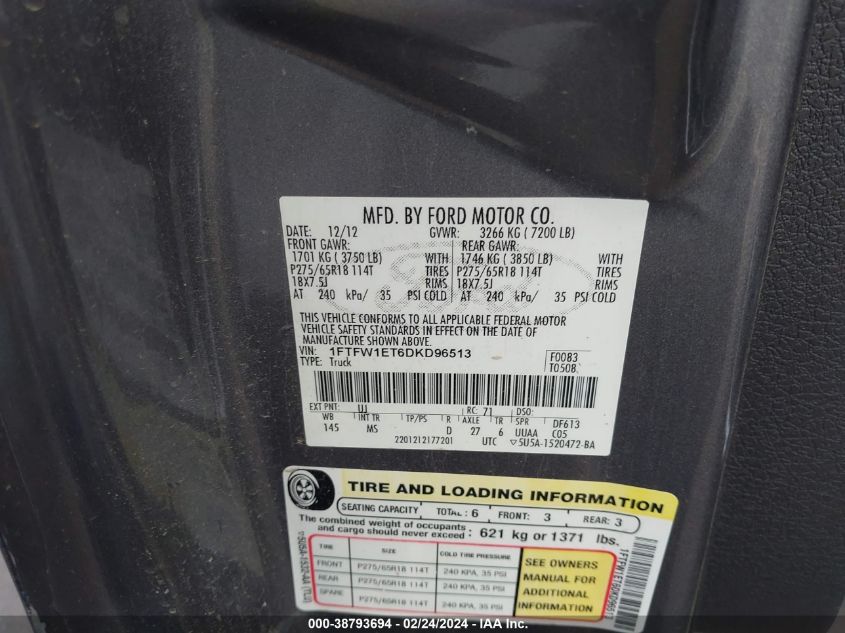 MFD. BY FORD MOTOR CO.
DATE: 12/12 GVWR: 3266 KG ( 7200 LB)
FRONT GAWR: REAR GAWR:
1701 KG ( 3750 LB) WITH 1746 KG ( 3850 LB) WITH
P275/65R18 114T TIRES P275/65R18 114T TIRES
18X7.5J RIMS 18X7.5J RIMS
AT 240 kPa/ 35 PSI COLD AT 240 kPa/ 35 PSI COLD
THIS VEHICLE CONFORMS TO ALL APPLICABLE FEDERAL MOTOR
VEHICLE SAFETY STANDARDS IN EFFECT ON THE DATE OF
MANUFACTURE SHOWN ABOVE.
VIN: 1FTFW1ET6DKD96513 F0083
TYPE: Truck T0508
EXT PNT: UJ RC: 71 DSO:
WB INT TR TP/PS R AXLE TR SPR DF613
145 MS D 27 6 UUAA C05
2201212177201 UTC ▽5U5A-1520472-BA
TIRE AND LOADING INFORMATION
SEATING CAPACITY TOTAL: 6 FRONT: 3 REAR: 3
The combined weight of occupants
and cargo should never exceed: 621 kg or 1371 lbs.
TIRE SIZE COLD TIRE PRESSURE
FRONT P275/65R18 114T 240 KPA, 35 PSI
REAR P275/65R18 114T 240 KPA, 35 PSI
SPARE P275/65R18 114T 240 KPA, 35 PSI
SEE OWNERS
MANUAL FOR
ADDITIONAL
INFORMATION
1FTFW1ET6DKD96513
000-38793694 - 02/24/2024 - IAA Inc.